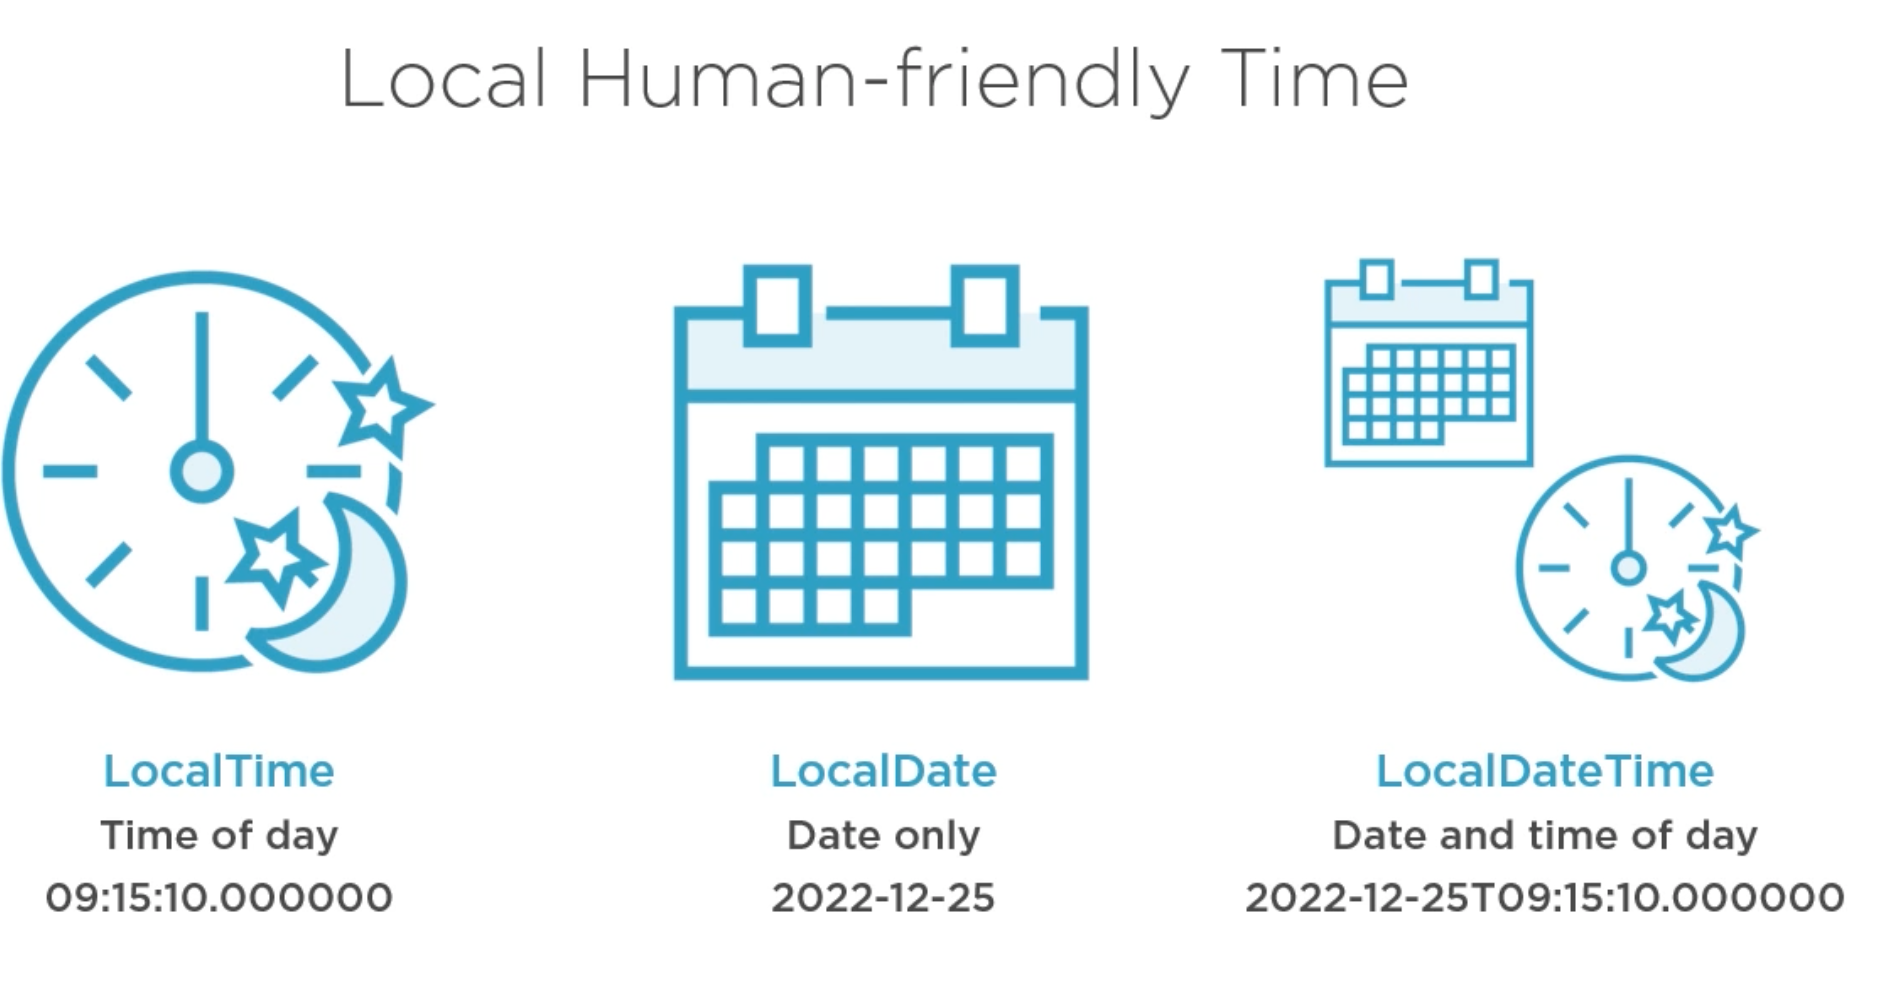 Local Human-friendly Time
LocalTime
Time of day
09:15:10.000000
LocalDate
Date only
2022-12-25
LocalDateTime
Date and time of day
2022-12-25T09:15:10.000000